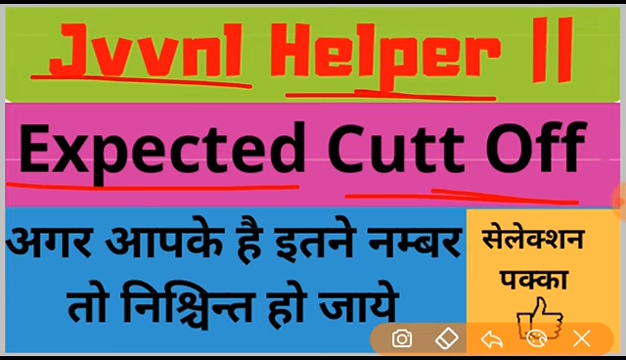 Jvvnl Helper ||
Expected Cutt Off
अगर आपके है इतने नम्बर
तो निश्चिन्त हो जाये
सेलेक्शन
पक्का